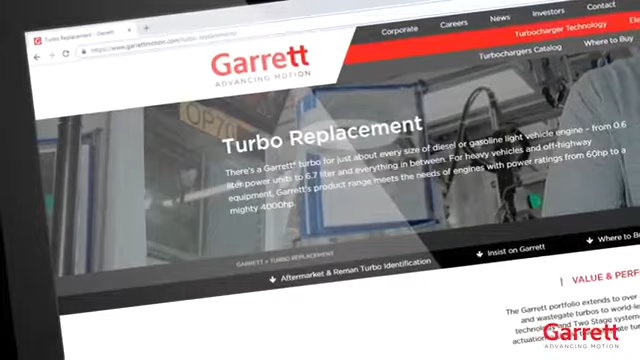 Turbo Replacement - Garrett
https://www.garrettmotion.com/turbo-replacement/
Corporate Careers News Investors Contact
Garrett
ADVANCING MOTION
Turbocharger Technology
Turbochargers Catalog Where to Buy
OP70
Turbo Replacement
There's a Garrett® turbo for just about every size of diesel or gasoline light vehicle engine – from 0.6
liter power units to 6.7 liter and everything in between. For heavy vehicles and off-highway
equipment, Garrett's product range meets the needs of engines with power ratings from 60hp to a
mighty 4000hp.
GARRETT > TURBO REPLACEMENT
Aftermarket & Reman Turbo Identification Insist on Garrett Where to B
VALUE & PERF
The Garrett portfolio extends to over
and wastegate turbos to world-le
technolo and Two Stage system
actuation
Garrett
ADVANCING MOTION